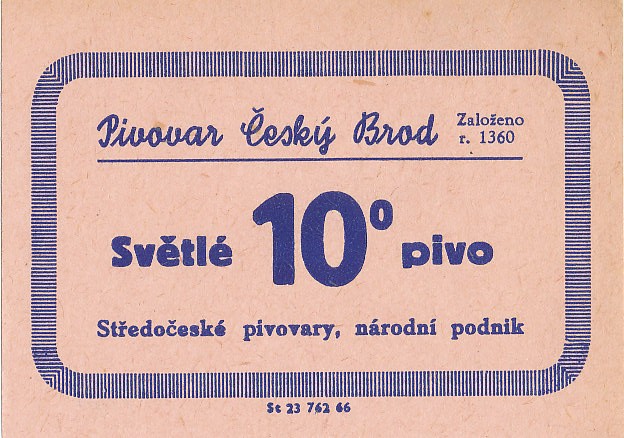 Pivovar Český Brod Založeno r. 1360
Světlé 10° pivo
Středočeské pivovary, národní podnik
St 23 762 66